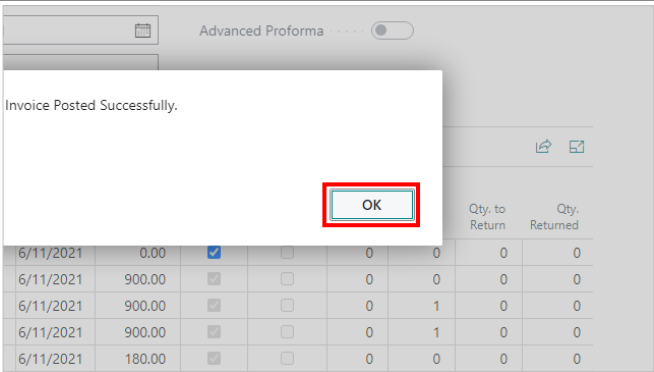 Advanced Proforma
Invoice Posted Successfully.
OK
Qty. to Return
Qty. Returned
6/11/2021 0.00 0 0 0 0
6/11/2021 900.00 0 0 0 0
6/11/2021 900.00 0 1 0 0
6/11/2021 900.00 0 1 0 0
6/11/2021 180.00 0 0 0 0